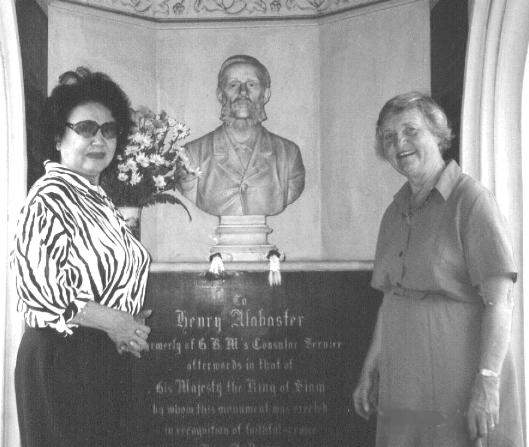 To
Henry Alabaster
formerly of G. B. M's Consular Service
afterwords in that of
His Majesty the King of Siam
by whom this monument was erected
in recognition of faithful service